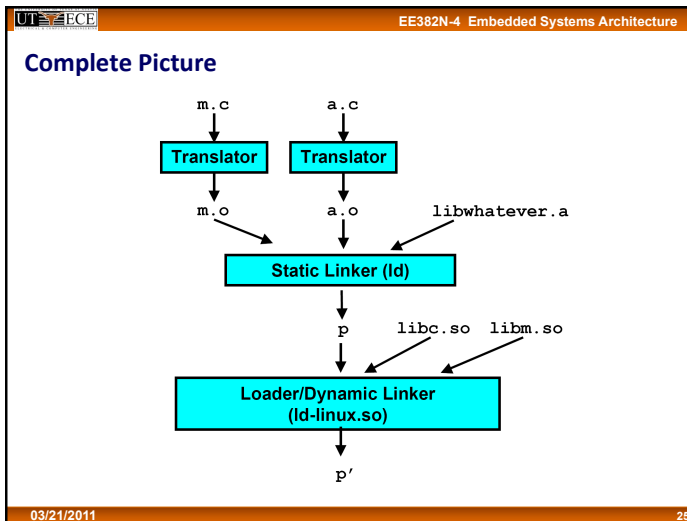 UT ECE
EE382N-4 Embedded Systems Architecture
Complete Picture
m.c a.c
Translator Translator
m.o a.o libwhatever.a
Static Linker (ld)
p libc.so libm.so
Loader/Dynamic Linker
(ld-linux.so)
p’
03/21/2011 25